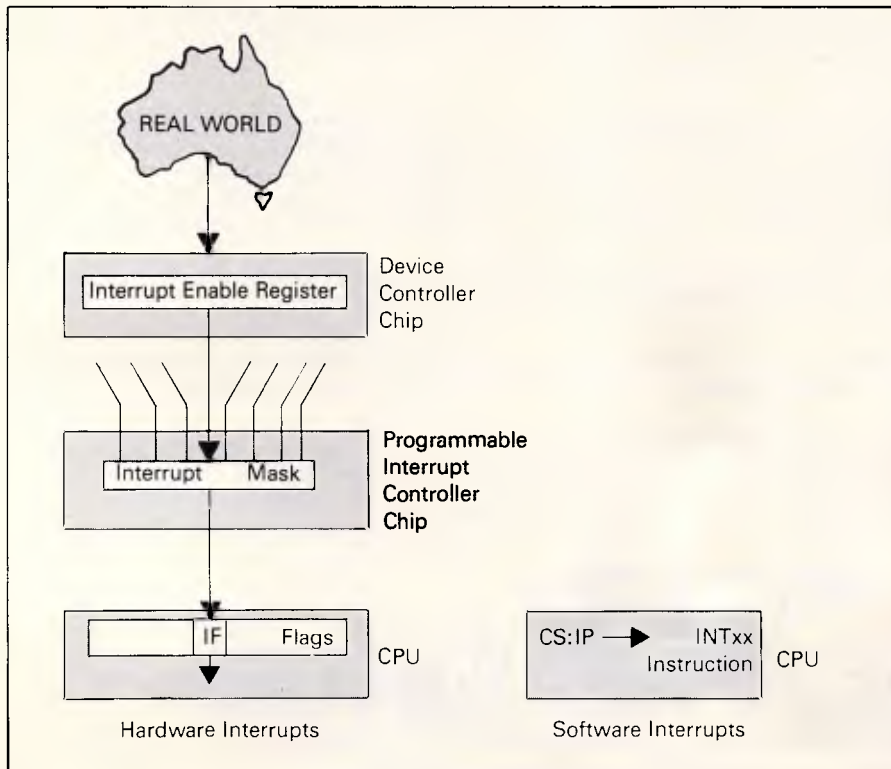 REAL WORLD
Interrupt Enable Register
Device
Controller
Chip
Interrupt Mask
Programmable
Interrupt
Controller
Chip
IF Flags
CPU
Hardware Interrupts
CS:IP INTxx
Instruction
CPU
Software Interrupts